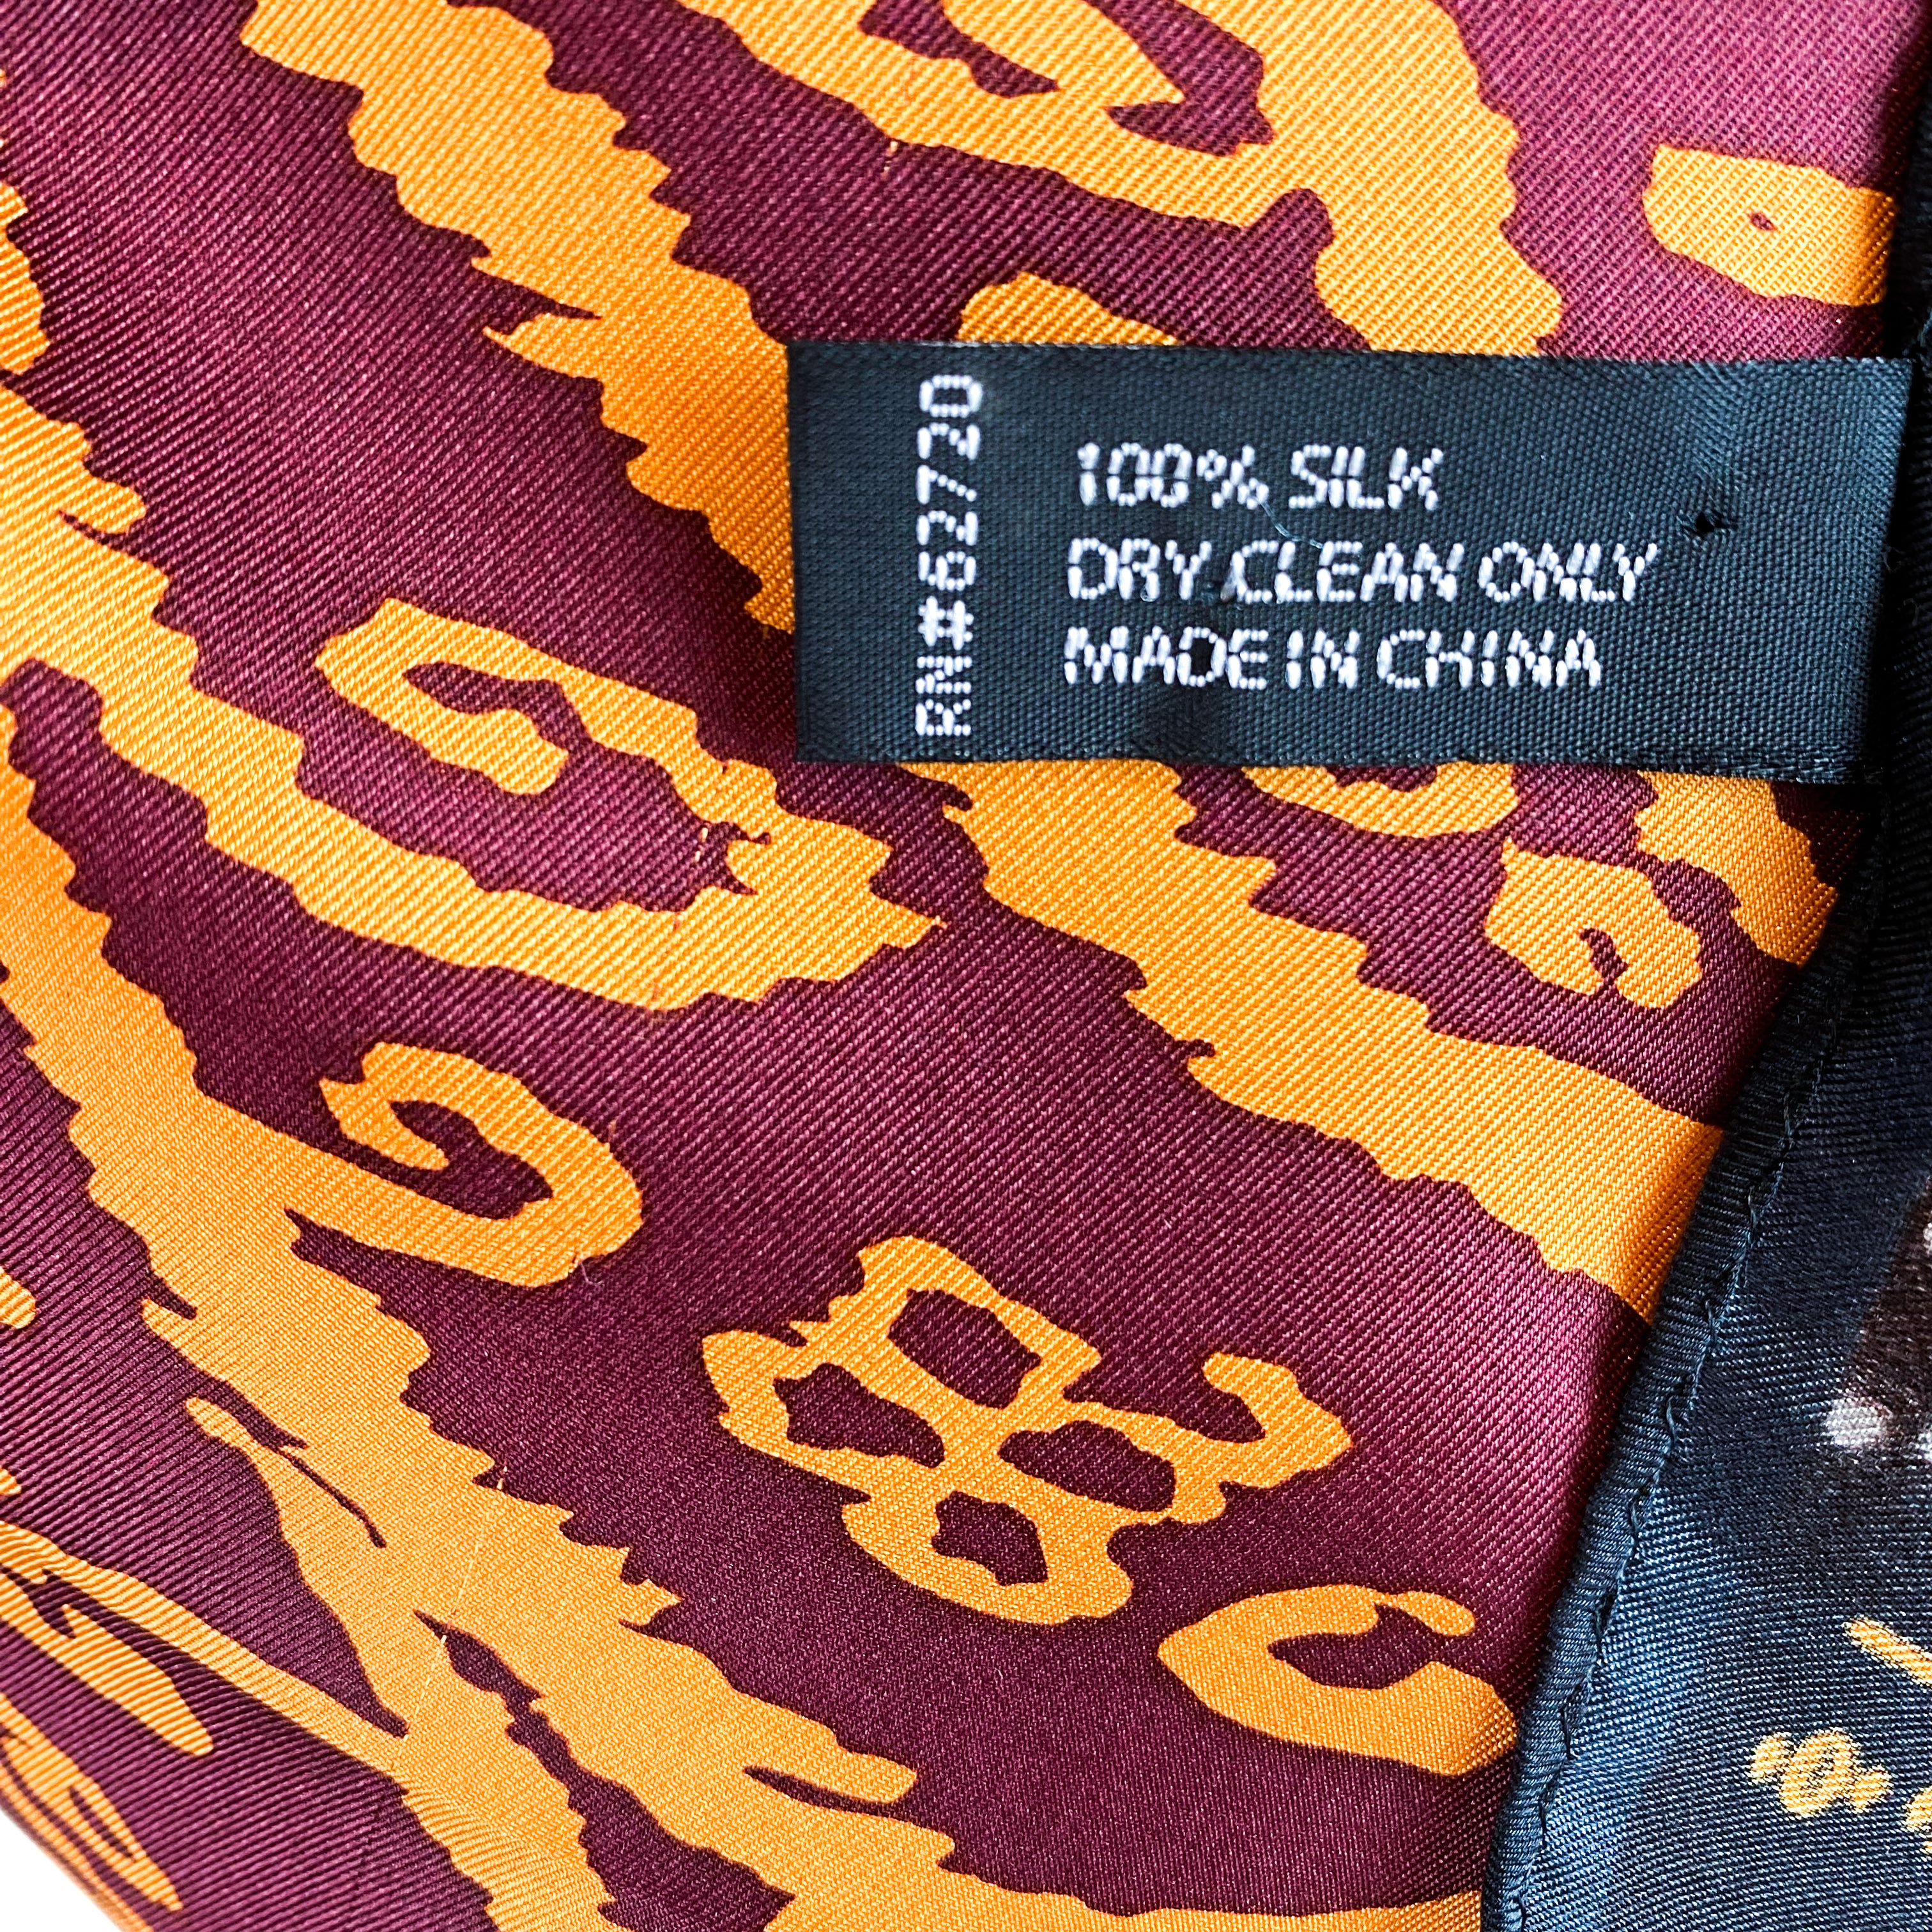 RN#62720
100% SILK
DRY CLEAN ONLY
MADE IN CHINA